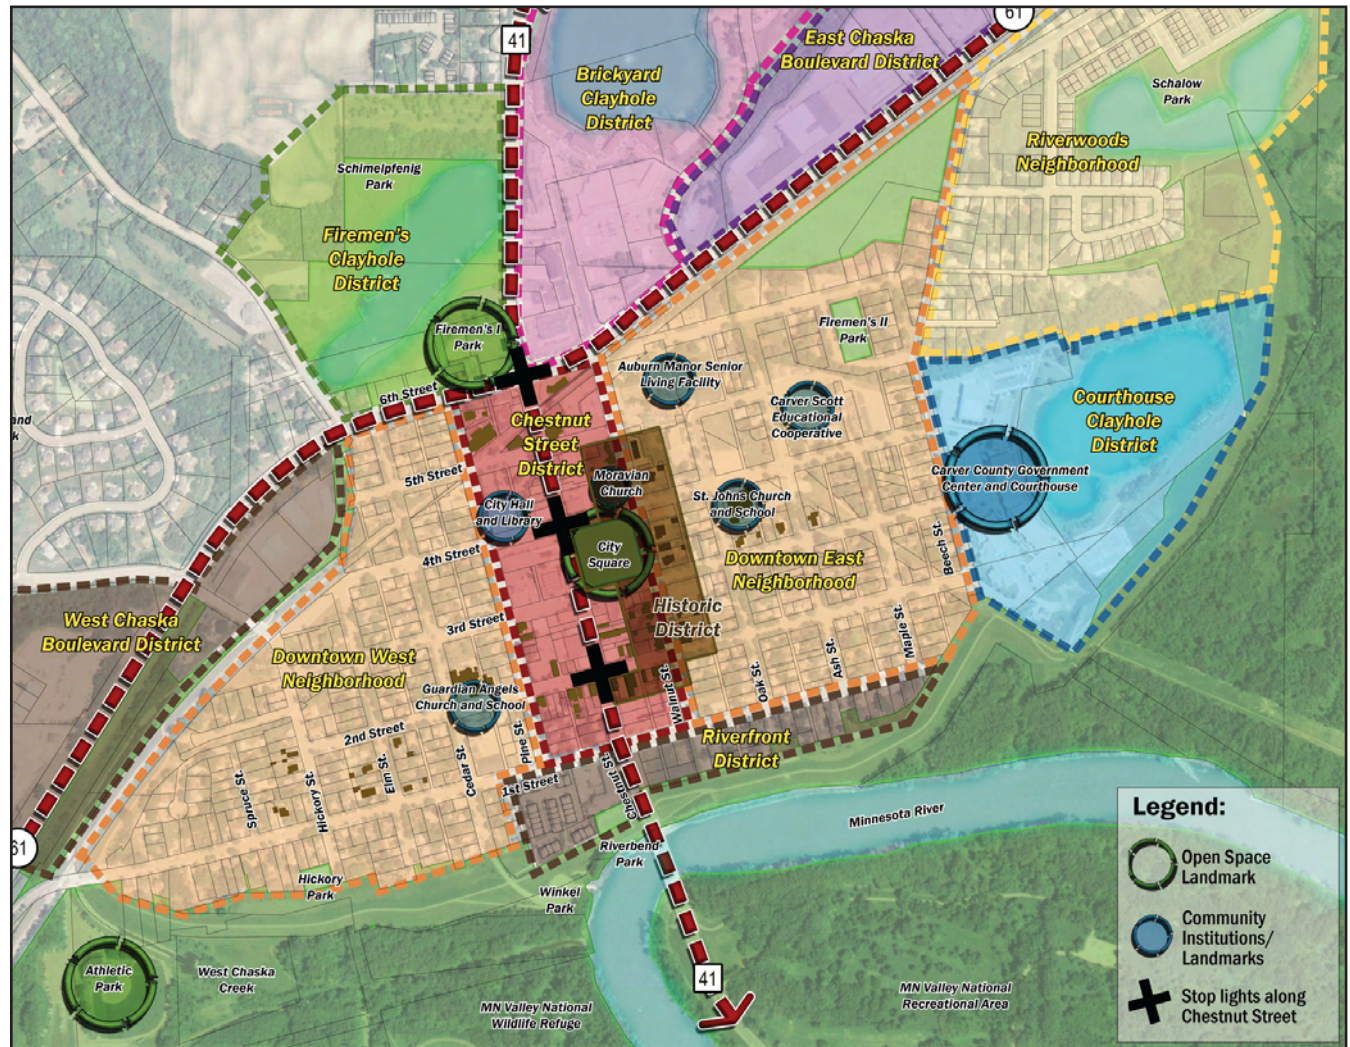 41
61
East Chaska
Boulevard District
Brickyard
Clayhole
District
Schalow
Park
Riverwoods
Neighborhood
Schimelpfenig
Park
Firemen's
Clayhole
District
Firemen's I
Park
Firemen's II
Park
Auburn Manor Senior
Living Facility
6th Street
Carver Scott
Educational
Cooperative
Courthouse
Clayhole
District
Chestnut
Street
District
5th Street
Moravian
Church
Carver County Government
Center and Courthouse
City Hall
and Library
St. Johns Church
and School
4th Street
City
Square
Beech St.
Downtown East
Neighborhood
West Chaska
Boulevard District
3rd Street
Historic
District
Maple St.
Ash St.
Oak St.
Walnut St.
Downtown West
Neighborhood
Guardian Angels
Church and School
2nd Street
Pine St.
Cedar St.
Elm St.
Hickory St.
Spruce St.
Riverfront
District
1st Street
Chestnut St.
61
Minnesota River
Riverbend
Park
Hickory
Park
Winkel
Park
Athletic
Park
West Chaska
Creek
41
MN Valley National
Wildlife Refuge
MN Valley National
Recreational Area
Legend:
Open Space
Landmark
Community
Institutions/
Landmarks
Stop lights along
Chestnut Street